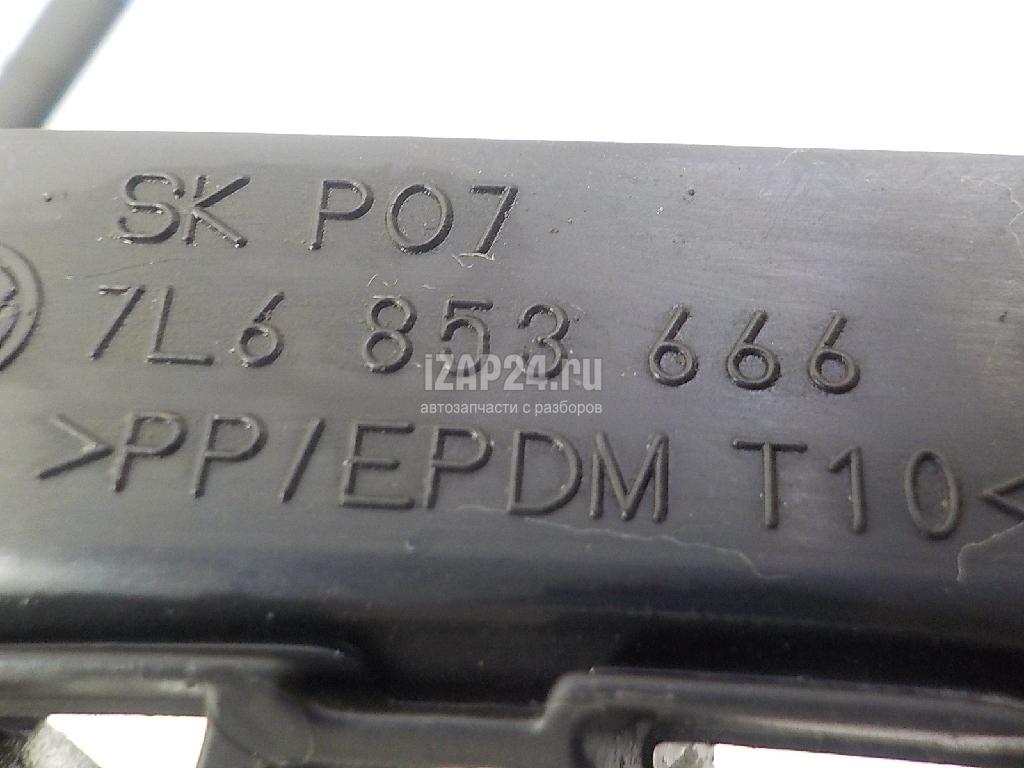 SK P07
7L6 853 666
iZAP24.ru
автозапчасти с разборов
>PP/EPDM T10<